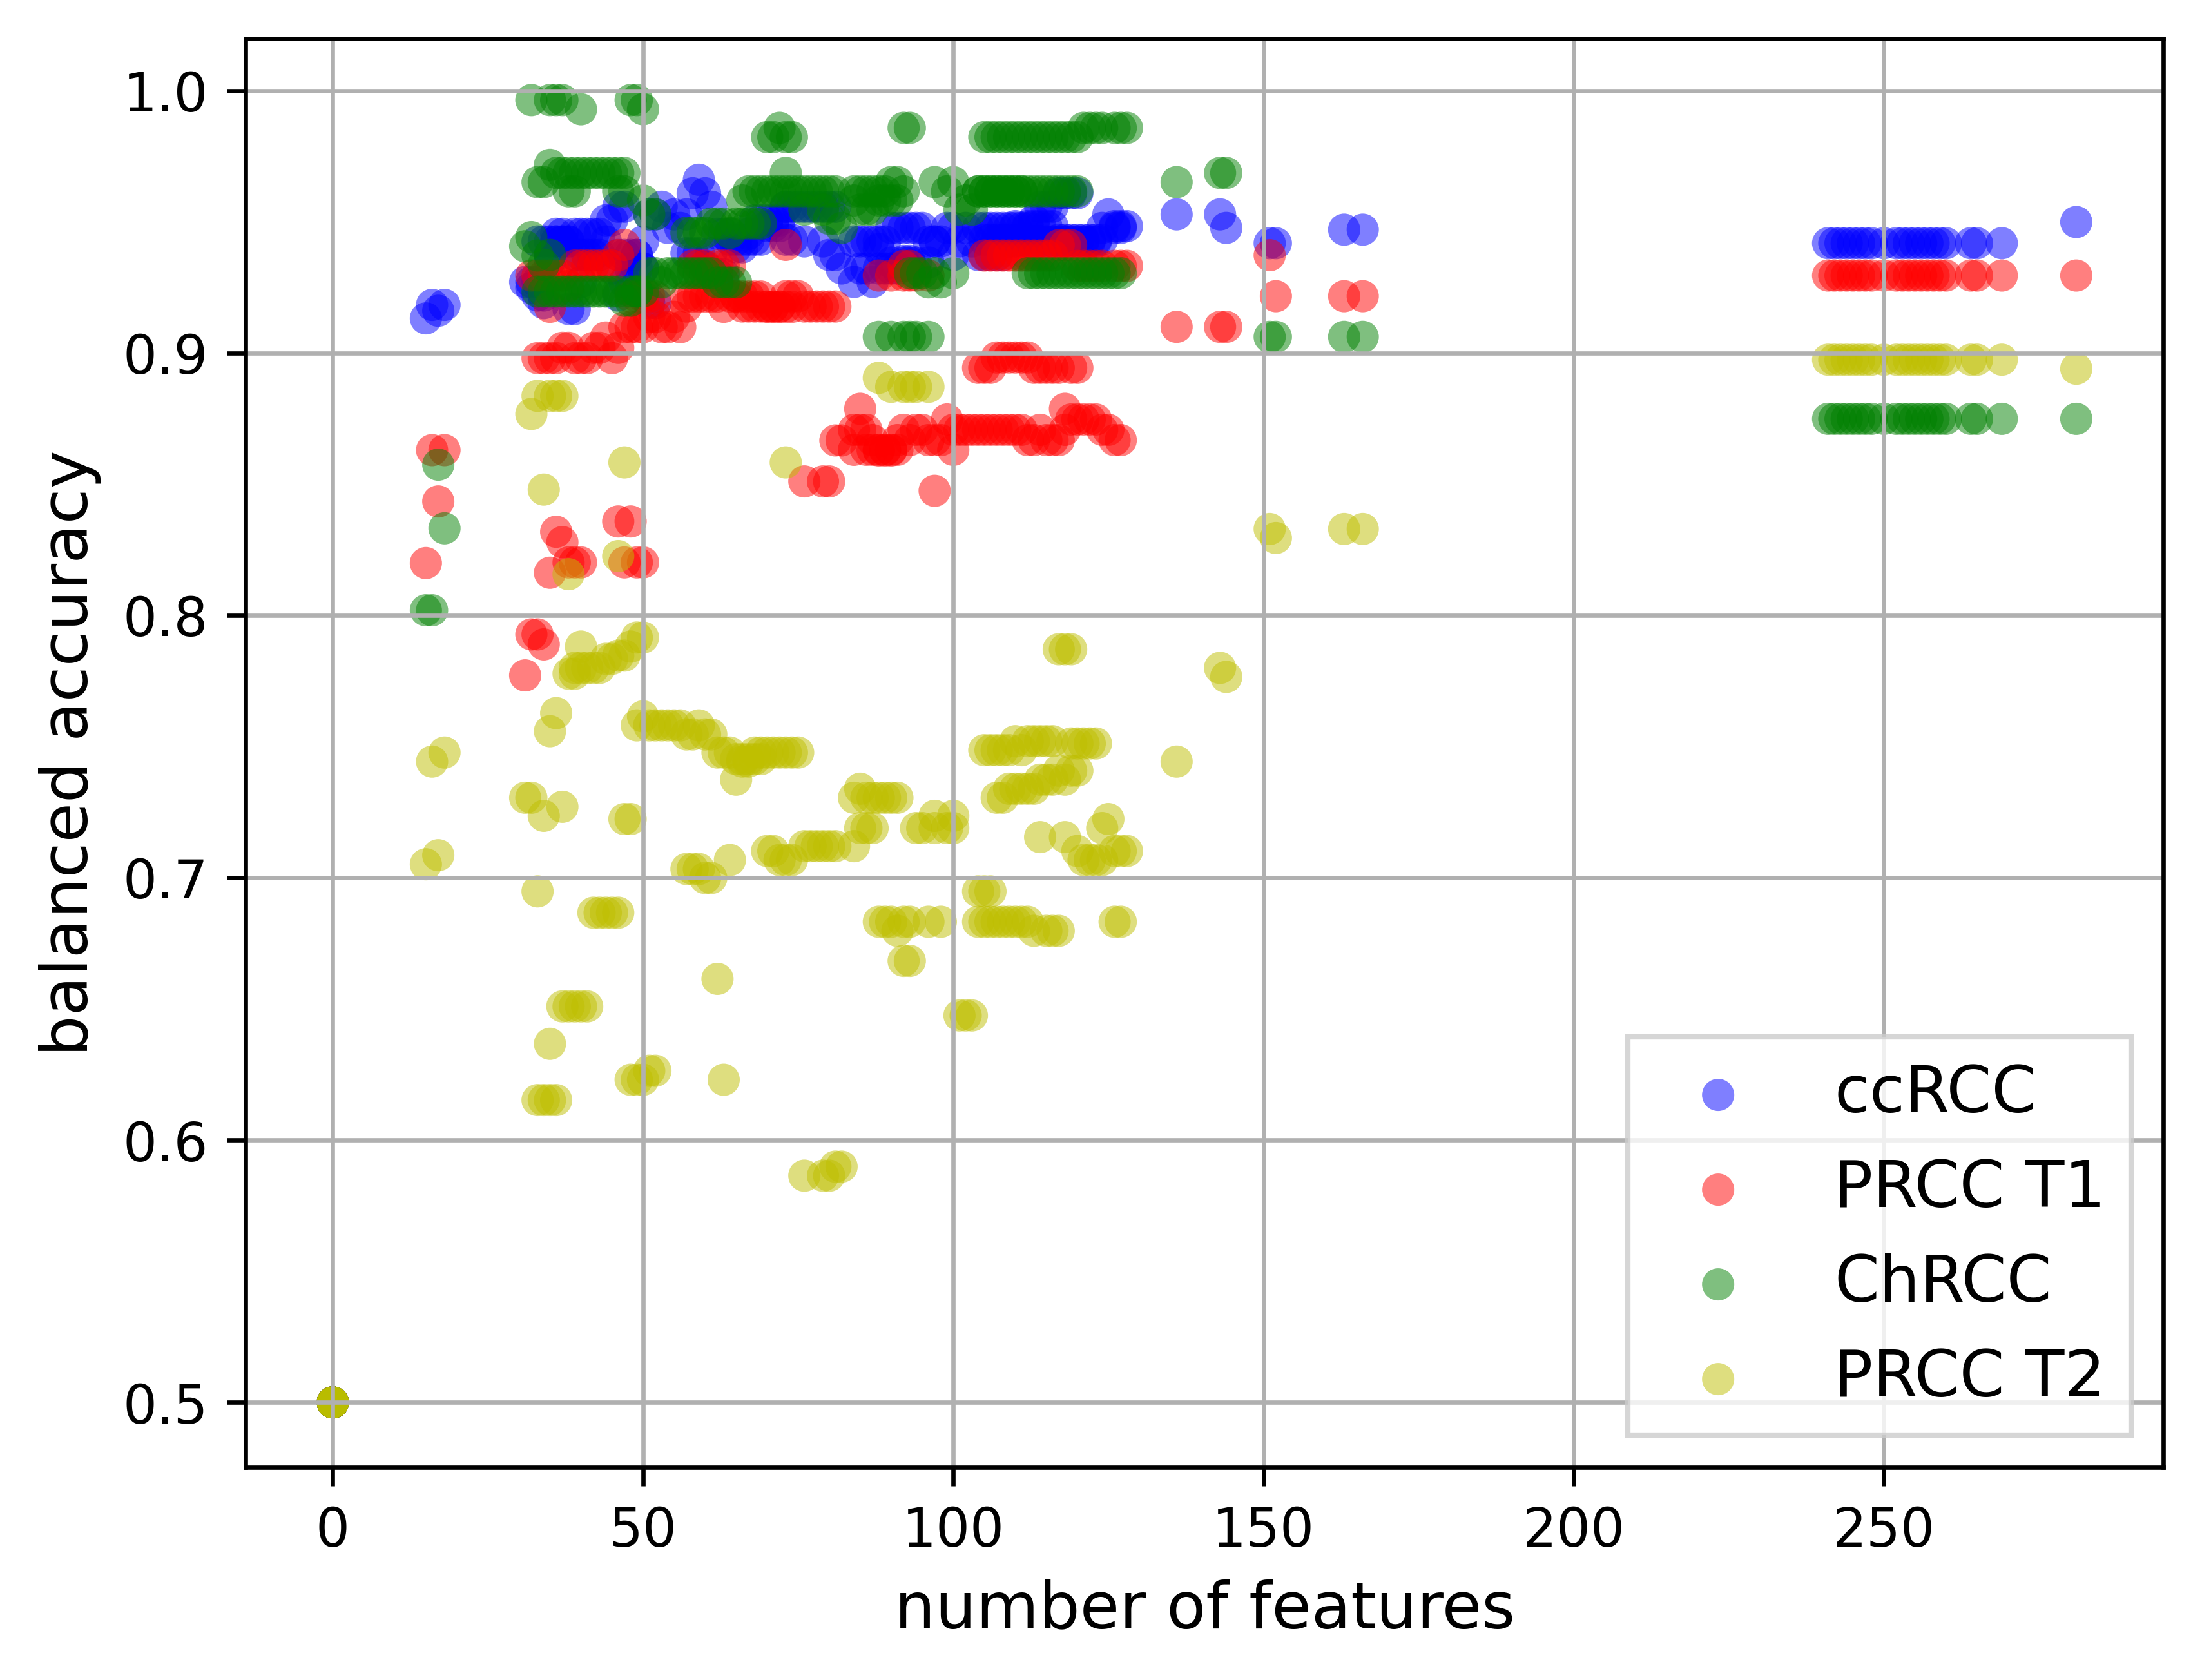 1.0
0.9
0.8
0.7
0.6
0.5
balanced accuracy
0 50 100 150 200 250
number of features
ccRCC
PRCC T1
ChRCC
PRCC T2